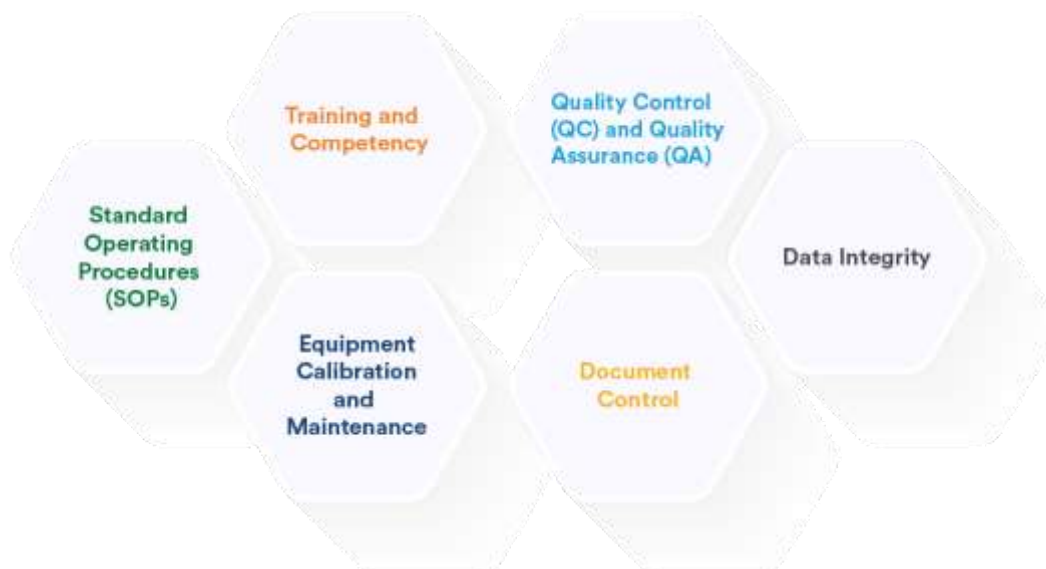 Training and
Competency
Quality Control
(QC) and Quality
Assurance (QA)
Standard
Operating
Procedures
(SOPs)
Data Integrity
Equipment
Calibration
and
Maintenance
Document
Control